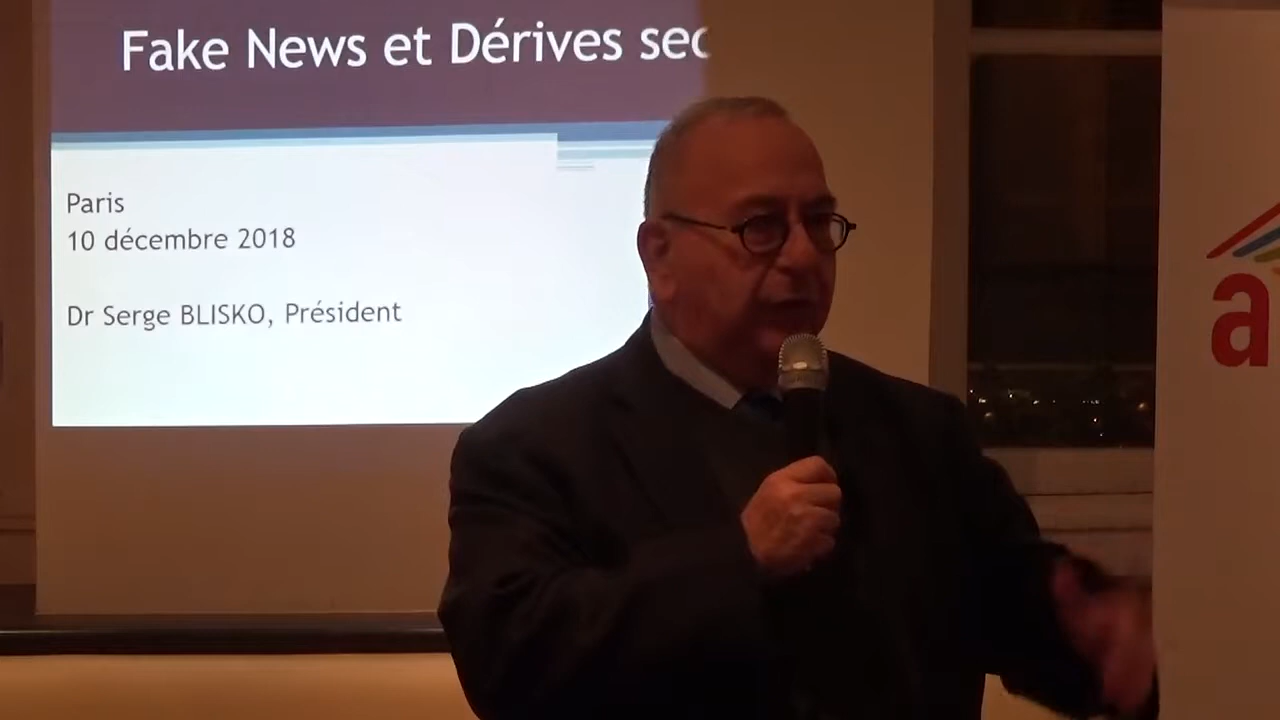 Fake News et Dérives sec
Paris
10 décembre 2018
Dr Serge BLISKO, Président
a